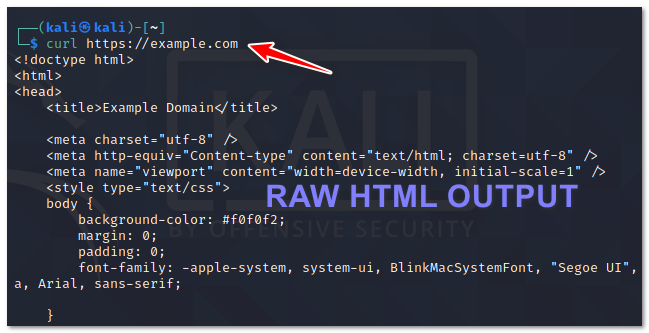 ┌──(kali㉿kali)-[~]
└─$ curl https://example.com
<!doctype html>
<html>
<head>
    <title>Example Domain</title>

    <meta charset="utf-8" />
    <meta http-equiv="Content-type" content="text/html; charset=utf-8" />
    <meta name="viewport" content="width=device-width, initial-scale=1" />
    <style type="text/css">
RAW HTML OUTPUT
    body {
        background-color: #f0f0f2;
        margin: 0;
        padding: 0;
        font-family: -apple-system, system-ui, BlinkMacSystemFont, "Segoe UI",
a, Arial, sans-serif;

    }
KALI
BY OFFENSIVE SECURITY